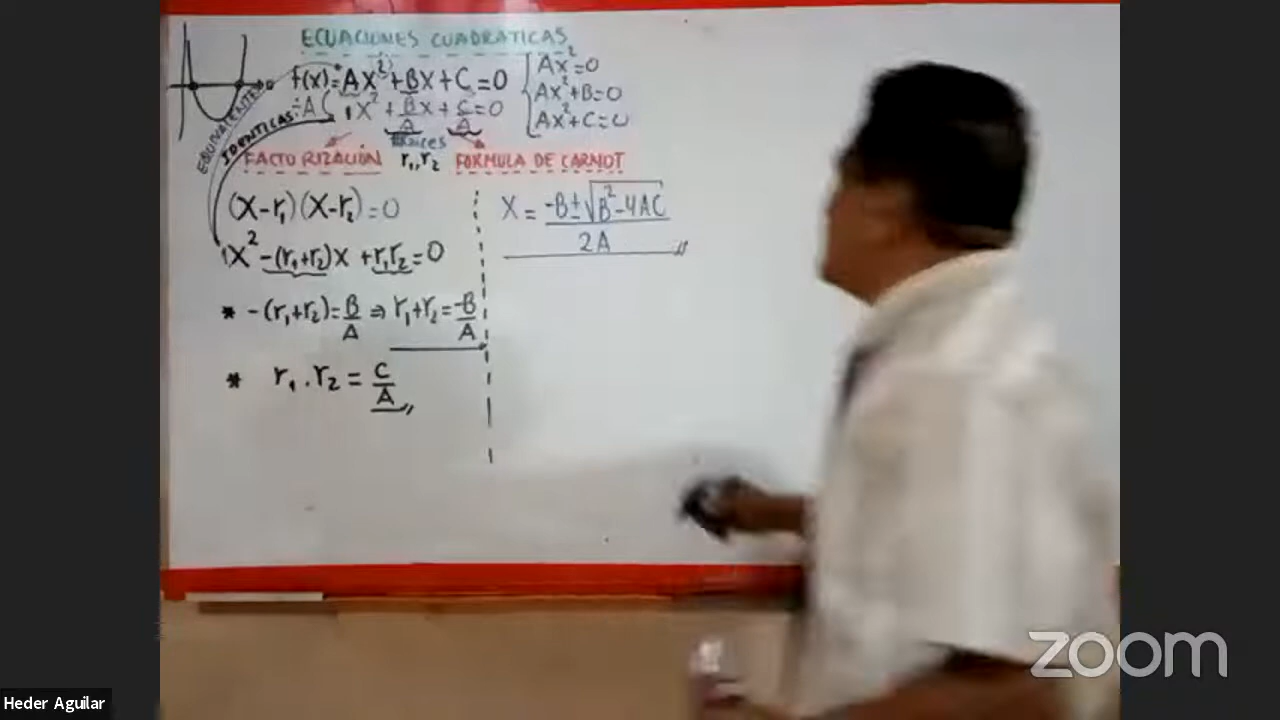 ECUACIONES CUADRATICAS
f(x)=AX²+BX+C=0
÷A ( 1X²+B/A X+C/A=0
AX²=0
AX²+B=0
AX²+C=0
EQUIVALENTES
IDENTICAS
raices
FACTORIZACIÓN r₁,r₂ FORMULA DE CARNOT
(X-r₁)(X-r₂)=0
1X²-(r₁+r₂)X+r₁r₂=0
* -(r₁+r₂)=B/A ⇒ r₁+r₂=-B/A
* r₁.r₂=C/A
X=-B±√B²-4AC/2A
Heder Aguilar
zoom